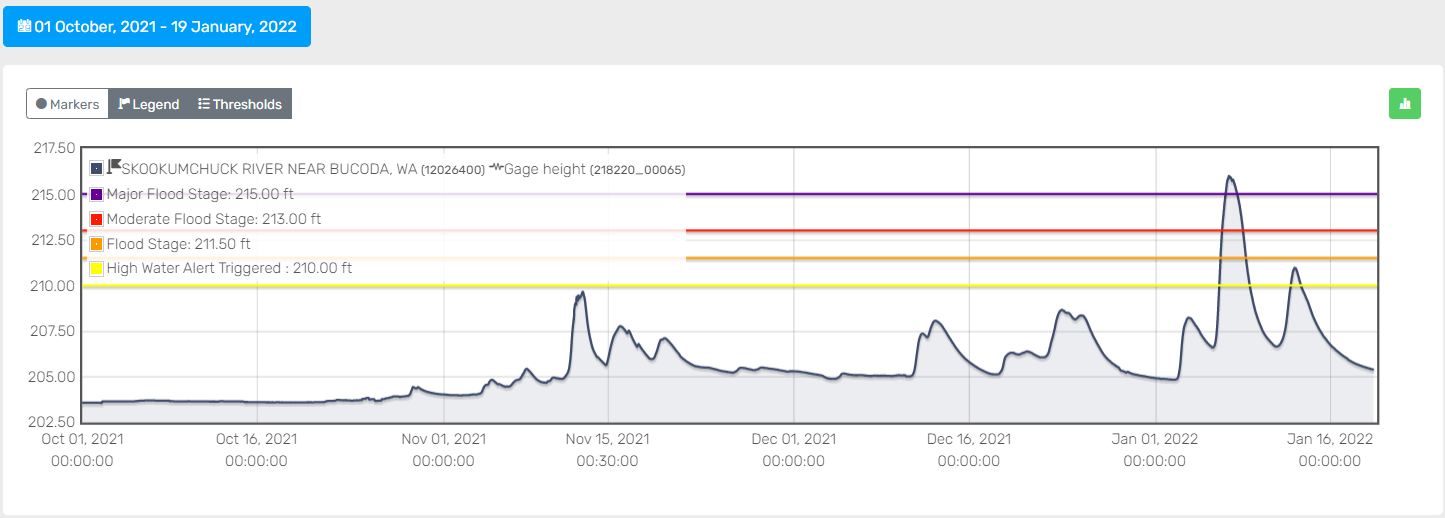 01 October, 2021 - 19 January, 2022
Markers Legend Thresholds
217.50
215.00
212.50
210.00
207.50
205.00
202.50
SKOOKUMCHUCK RIVER NEAR BUCODA, WA (12026400) Gage height (218220_00065)
Major Flood Stage: 215.00 ft
Moderate Flood Stage: 213.00 ft
Flood Stage: 211.50 ft
High Water Alert Triggered : 210.00 ft
Oct 01, 2021 Oct 16, 2021 Nov 01, 2021 Nov 15, 2021 Dec 01, 2021 Dec 16, 2021 Jan 01, 2022 Jan 16, 2022
00:00:00 00:00:00 00:00:00 00:30:00 00:00:00 00:00:00 00:00:00 00:00:00